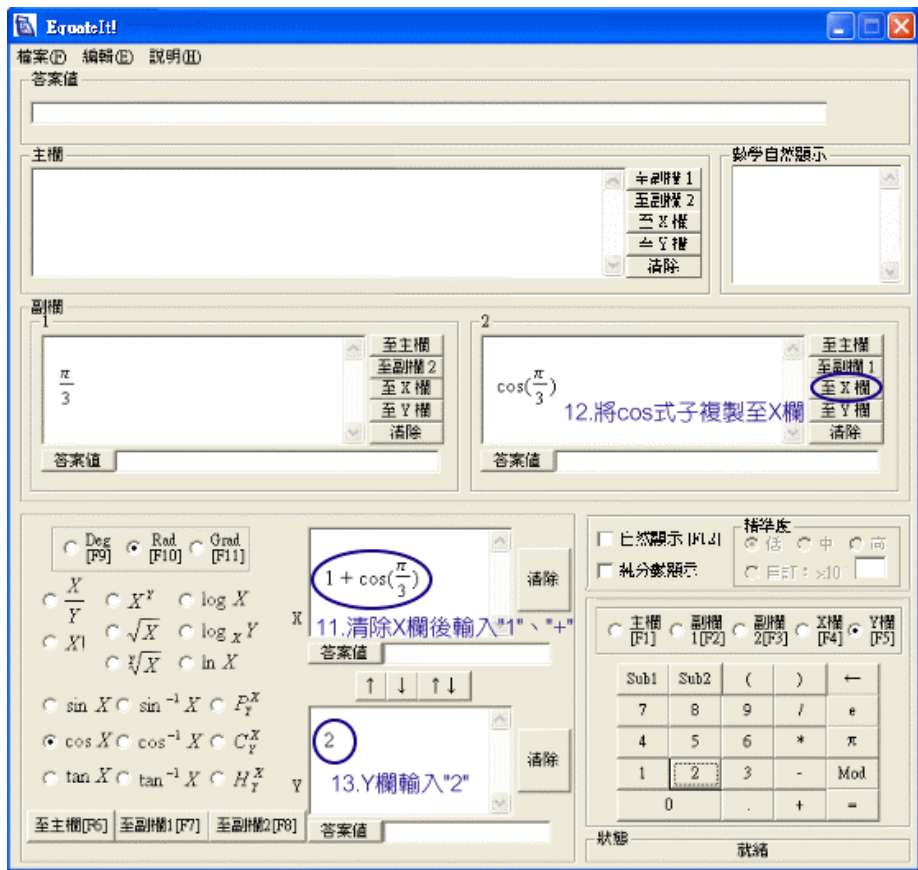 EquateIt!
檔案(F) 編輯(E) 說明(H)
答案值
主欄
數學自然顯示
至副欄 1
至副欄 2
至 X 欄
至 Y 欄
清除
副欄
1
π/3
至主欄
至副欄 2
至 X 欄
至 Y 欄
清除
答案值
2
cos(π/3)
12.將cos式子複製至X欄
至主欄
至副欄 1
至 X 欄
至 Y 欄
清除
答案值
Deg [F9] Rad [F10] Grad [F11]
X/Y X^Y log X
X! √X log_X Y
^Y√X ln X
sin X sin⁻¹ X P^X_Y
cos X cos⁻¹ X C^X_Y
tan X tan⁻¹ X H^X_Y
至主欄[F6] 至副欄1[F7] 至副欄2[F8]
X
1 + cos(π/3)
11.清除X欄後輸入"1"、"+"
清除
答案值
↑ ↓ ↑↓
Y
2
13.Y欄輸入"2"
清除
答案值
自然顯示 [F12]
純分數顯示
精準度
低 中 高
自訂：×10
主欄 [F1] 副欄 1[F2] 副欄 2[F3] X欄 [F4] Y欄 [F5]
Sub1 Sub2 ( ) ←
7 8 9 / e
4 5 6 * π
1 2 3 - Mod
0 . + =
狀態
就緒